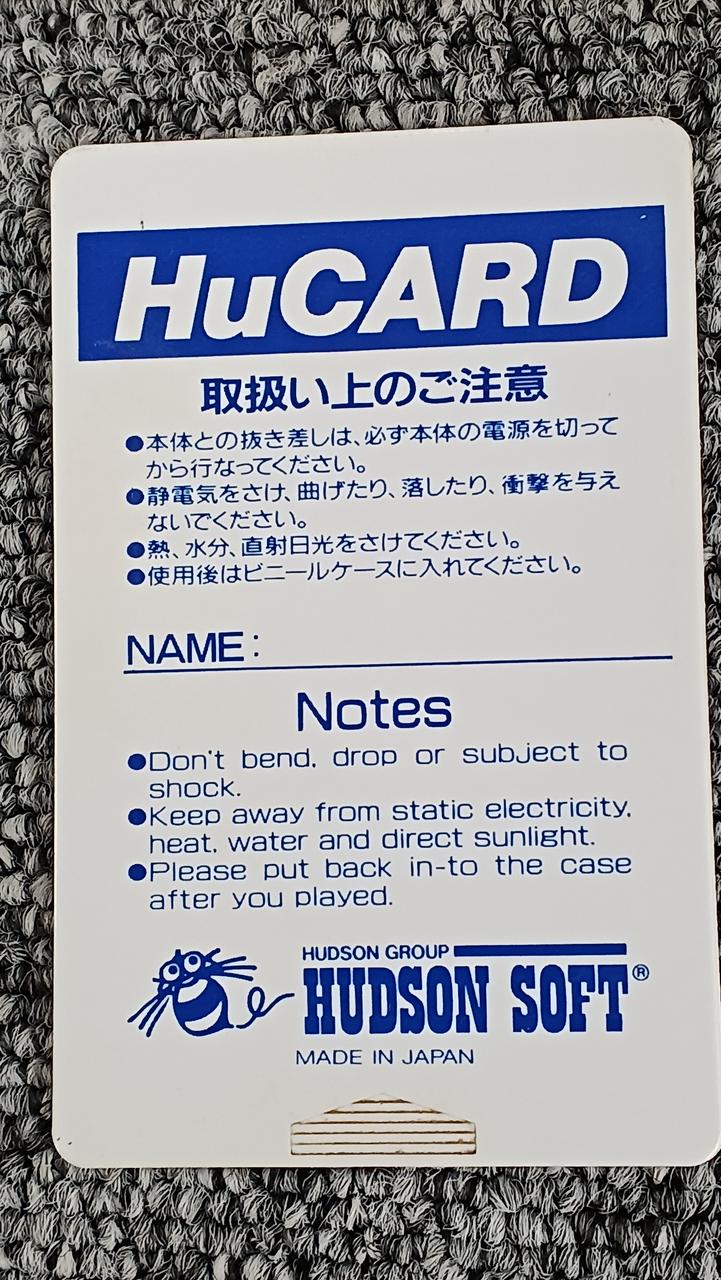 HuCARD
取扱い上のご注意
●本体との抜き差しは、必ず本体の電源を切って
から行なってください。
●静電気をさけ、曲げたり、落したり、衝撃を与え
ないでください。
●熱、水分、直射日光をさけてください。
●使用後はビニールケースに入れてください。
NAME:
Notes
●Don't bend, drop or subject to
shock.
●Keep away from static electricity,
heat, water and direct sunlight.
●Please put back in-to the case
after you played.
HUDSON GROUP
HUDSON SOFT®
MADE IN JAPAN